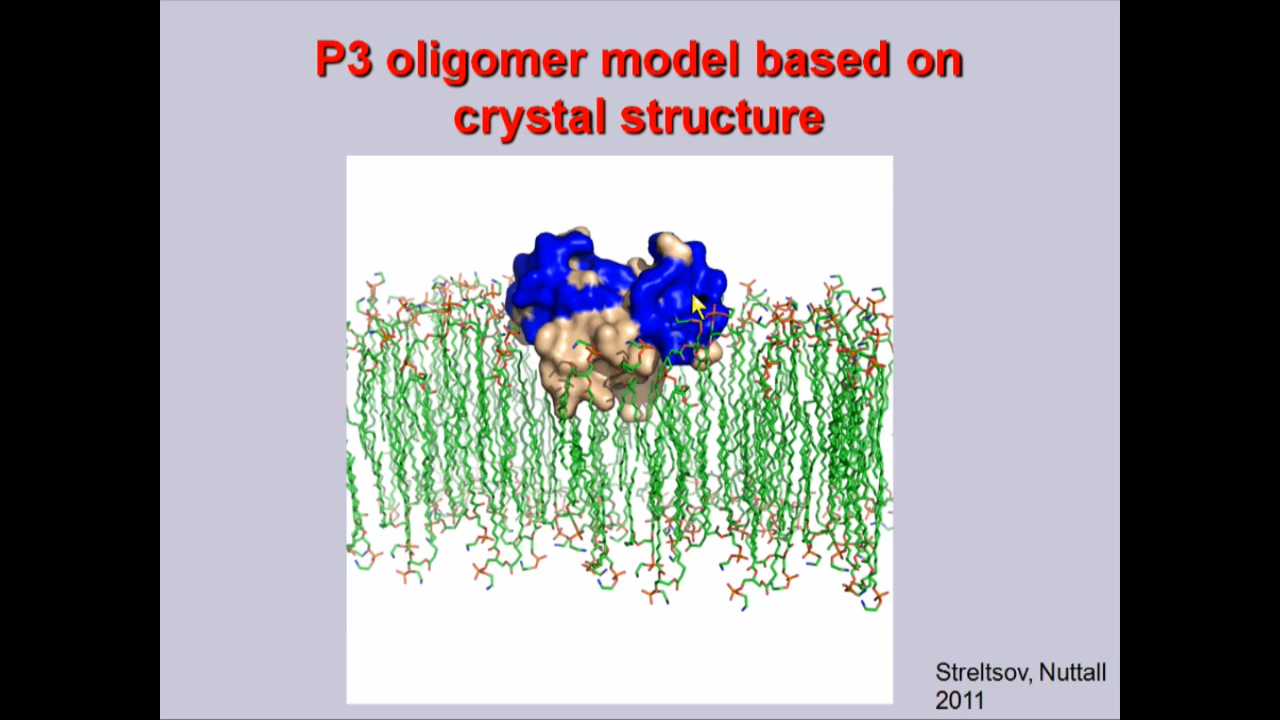 P3 oligomer model based on
crystal structure
Streltsov, Nuttall
2011